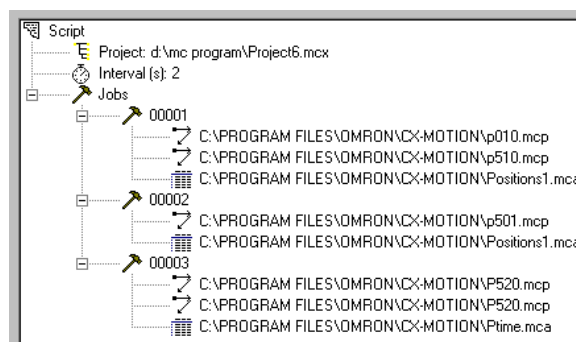 Script
Project: d:\mc program\Project6.mcx
Interval (s): 2
Jobs
00001
C:\PROGRAM FILES\OMRON\CX-MOTION\p010.mcp
C:\PROGRAM FILES\OMRON\CX-MOTION\p510.mcp
C:\PROGRAM FILES\OMRON\CX-MOTION\Positions1.mca
00002
C:\PROGRAM FILES\OMRON\CX-MOTION\p501.mcp
C:\PROGRAM FILES\OMRON\CX-MOTION\Positions1.mca
00003
C:\PROGRAM FILES\OMRON\CX-MOTION\P520.mcp
C:\PROGRAM FILES\OMRON\CX-MOTION\P520.mcp
C:\PROGRAM FILES\OMRON\CX-MOTION\Ptime.mca